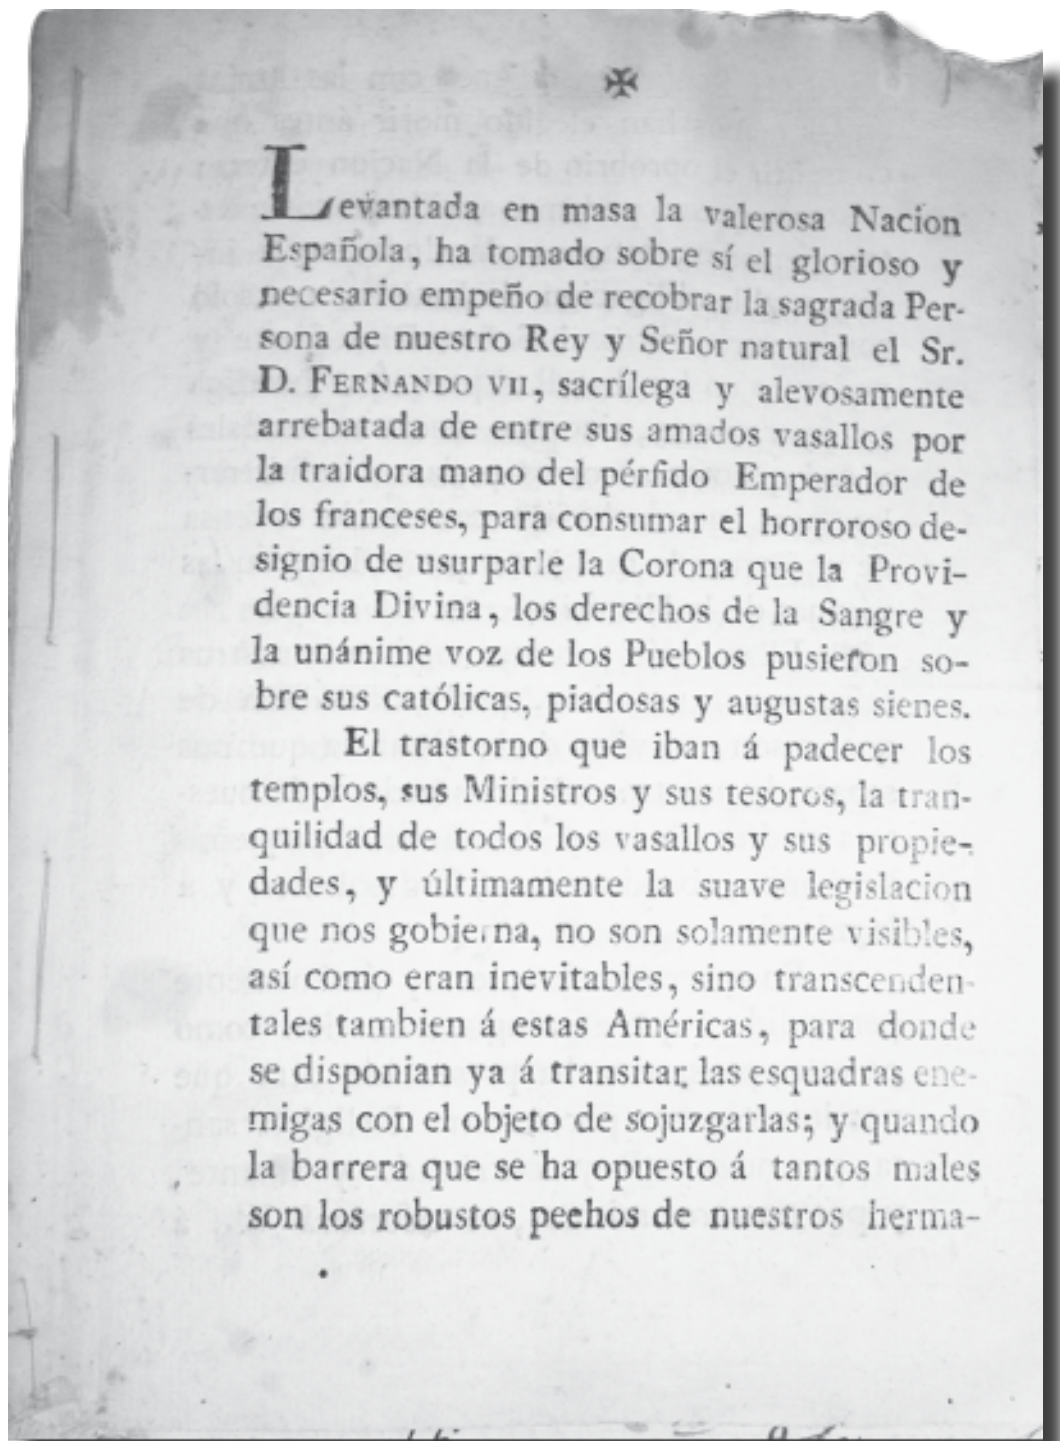 ✠
Levantada en masa la valerosa Nacion
Española, ha tomado sobre sí el glorioso y
necesario empeño de recobrar la sagrada Per-
sona de nuestro Rey y Señor natural el Sr.
D. FERNANDO VII, sacrílega y alevosamente
arrebatada de entre sus amados vasallos por
la traidora mano del pérfido Emperador de
los franceses, para consumar el horroroso de-
signio de usurparle la Corona que la Provi-
dencia Divina, los derechos de la Sangre y
la unánime voz de los Pueblos pusieron so-
bre sus católicas, piadosas y augustas sienes.
El trastorno que iban á padecer los
templos, sus Ministros y sus tesoros, la tran-
quilidad de todos los vasallos y sus propie-
dades, y últimamente la suave legislacion
que nos gobierna, no son solamente visibles,
así como eran inevitables, sino transcenden-
tales tambien á estas Américas, para donde
se disponian ya á transitar las esquadras ene-
migas con el objeto de sojuzgarlas; y quando
la barrera que se ha opuesto á tantos males
son los robustos pechos de nuestros herma-